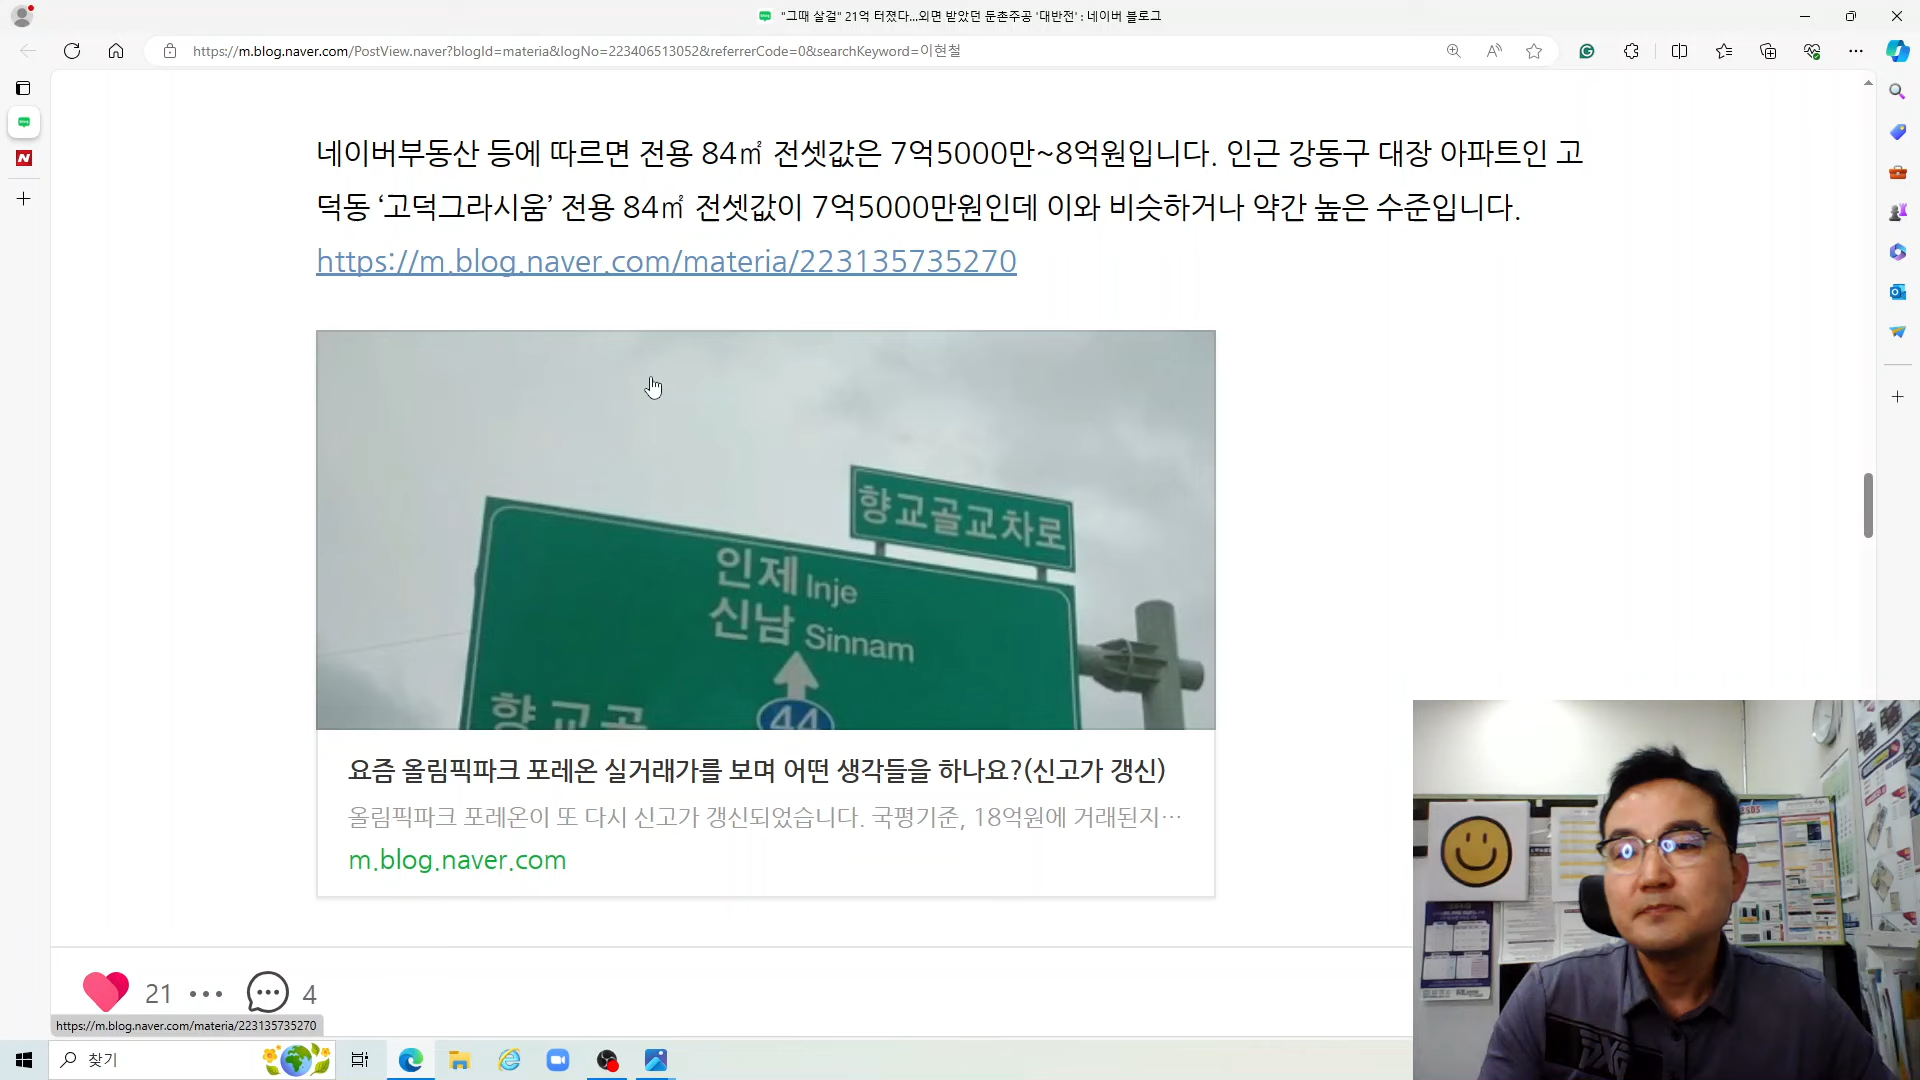 "그때 살걸" 21억 터졌다...외면 받았던 둔촌주공 '대반전' : 네이버 블로그
https://m.blog.naver.com/PostView.naver?blogId=materia&logNo=223406513052&referrerCode=0&searchKeyword=이현철
네이버부동산 등에 따르면 전용 84㎡ 전셋값은 7억5000만~8억원입니다. 인근 강동구 대장 아파트인 고
덕동 ‘고덕그라시움’ 전용 84㎡ 전셋값이 7억5000만원인데 이와 비슷하거나 약간 높은 수준입니다.
https://m.blog.naver.com/materia/223135735270
향교골교차로
인제 Inje
신남 Sinnam
향교골
44
요즘 올림픽파크 포레온 실거래가를 보며 어떤 생각들을 하나요?(신고가 갱신)
올림픽파크 포레온이 또 다시 신고가 갱신되었습니다. 국평기준, 18억원에 거래된지…
m.blog.naver.com
21
4
https://m.blog.naver.com/materia/223135735270
찾기